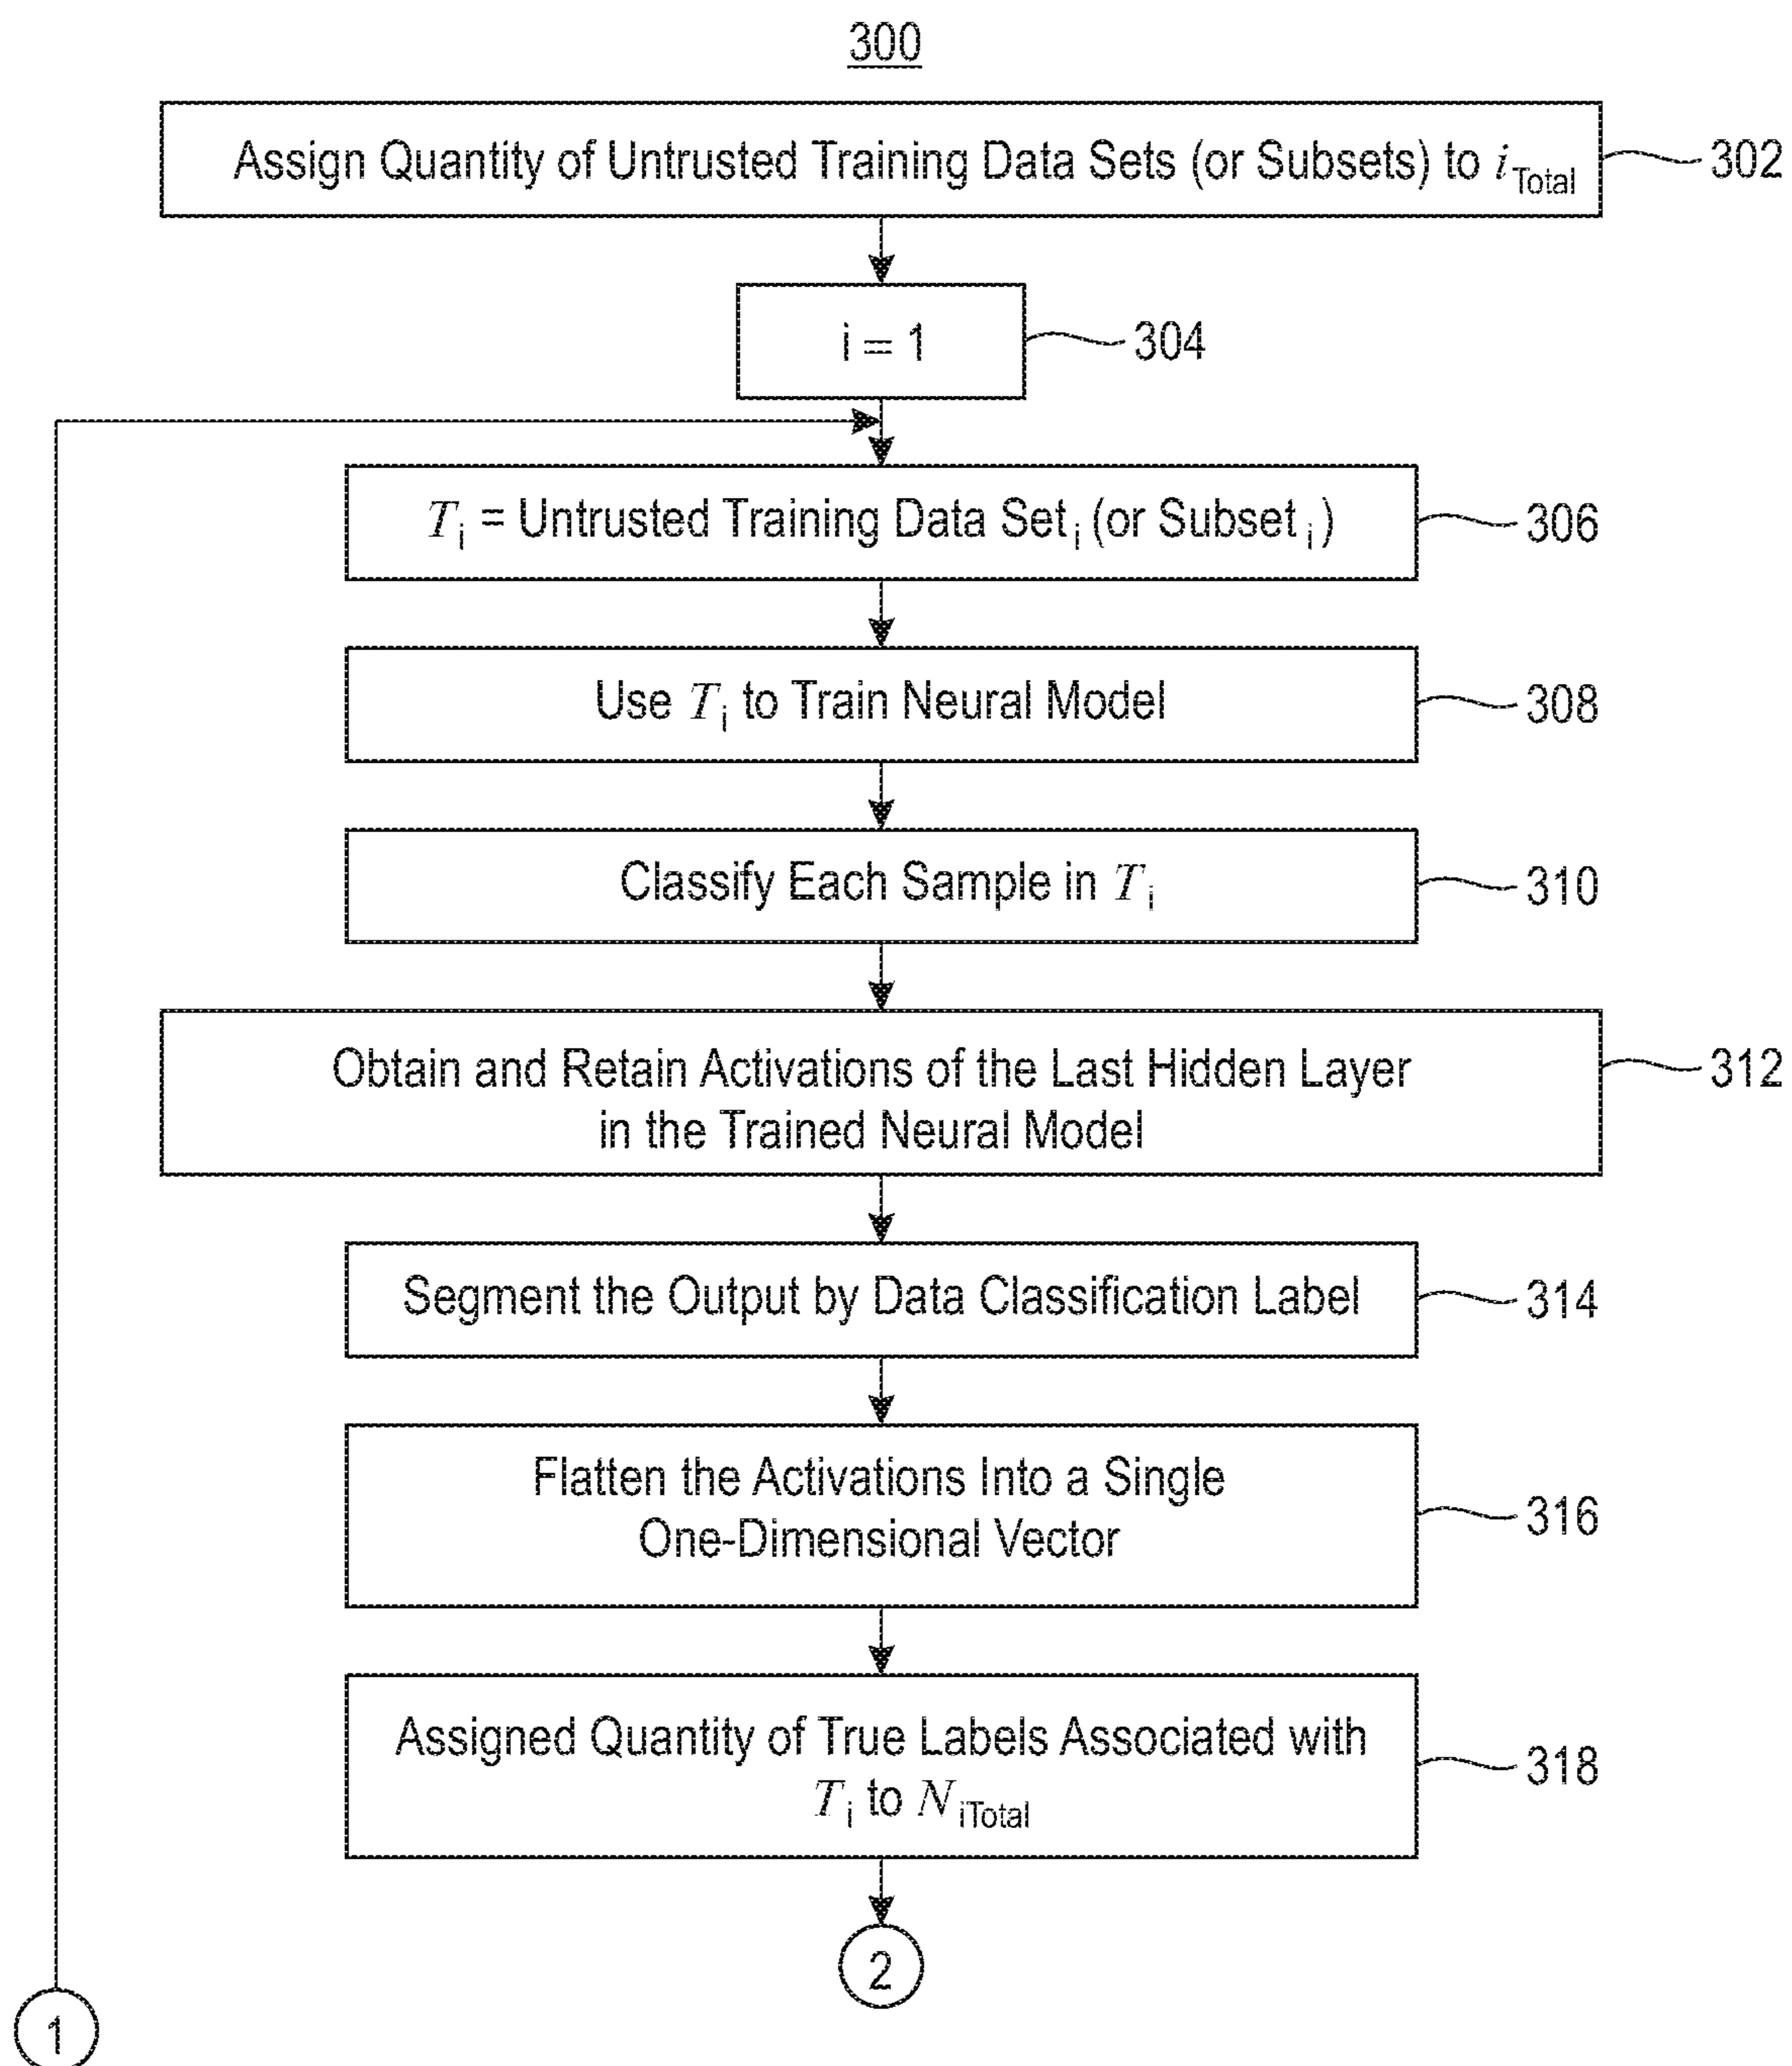 300
Assign Quantity of Untrusted Training Data Sets (or Subsets) to iTotal
302
i = 1
304
Ti = Untrusted Training Data Seti (or Subseti)
306
Use Ti to Train Neural Model
308
Classify Each Sample in Ti
310
Obtain and Retain Activations of the Last Hidden Layer
in the Trained Neural Model
312
Segment the Output by Data Classification Label
314
Flatten the Activations Into a Single
One-Dimensional Vector
316
Assigned Quantity of True Labels Associated with
Ti to NiTotal
318
2
1